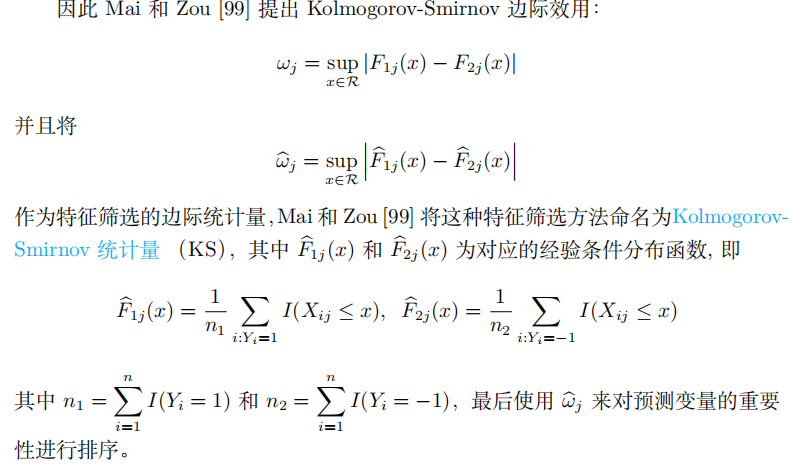 因此 Mai 和 Zou [99] 提出 Kolmogorov-Smirnov 边际效用：
ω_j = sup_{x∈ℛ} |F_{1j}(x) − F_{2j}(x)|
并且将
ω̂_j = sup_{x∈ℛ} |F̂_{1j}(x) − F̂_{2j}(x)|
作为特征筛选的边际统计量,Mai 和 Zou [99] 将这种特征筛选方法命名为Kolmogorov-
Smirnov 统计量 （KS），其中 F̂_{1j}(x) 和 F̂_{2j}(x) 为对应的经验条件分布函数, 即
F̂_{1j}(x) = 1/n_1 ∑_{i:Y_i=1} I(X_{ij} ≤ x), F̂_{2j}(x) = 1/n_2 ∑_{i:Y_i=−1} I(X_{ij} ≤ x)
其中 n_1 = ∑_{i=1}^{n} I(Y_i = 1) 和 n_2 = ∑_{i=1}^{n} I(Y_i = −1)，最后使用 ω̂_j 来对预测变量的重要
性进行排序。